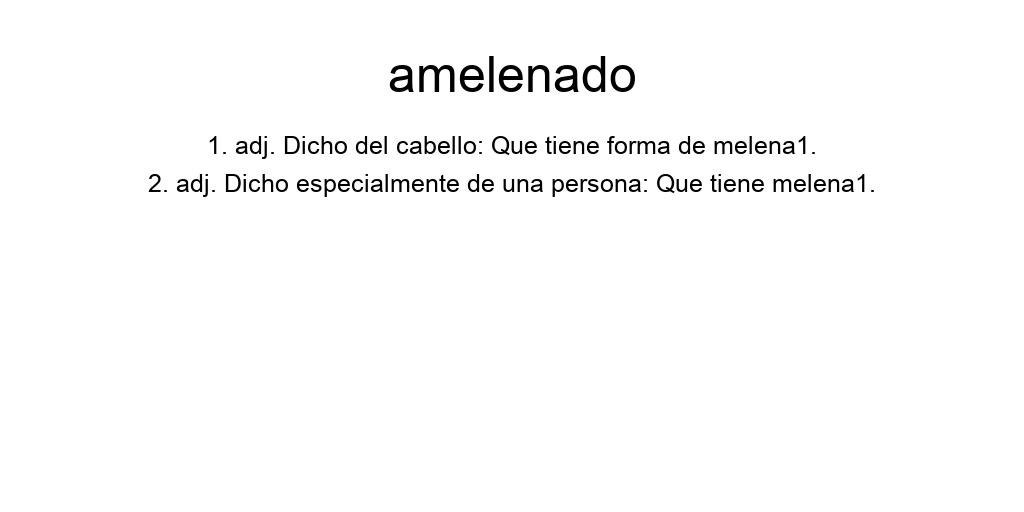 amelenado
1. adj. Dicho del cabello: Que tiene forma de melena1.
2. adj. Dicho especialmente de una persona: Que tiene melena1.